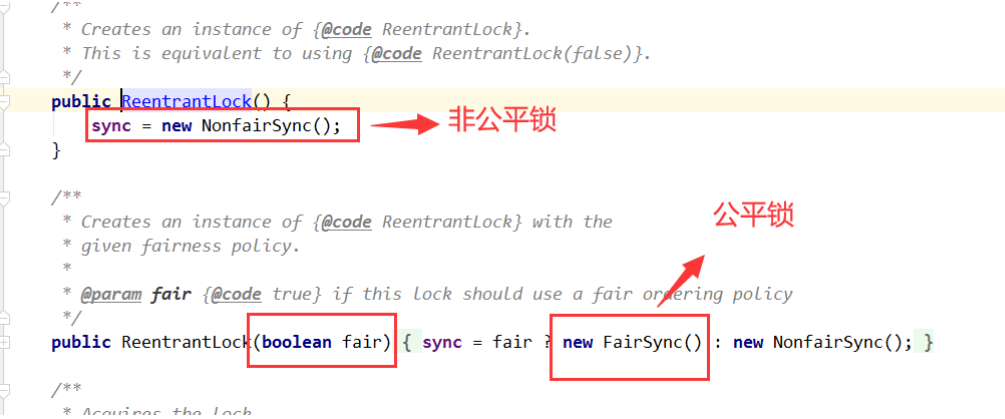 /**
* Creates an instance of {@code ReentrantLock}.
* This is equivalent to using {@code ReentrantLock(false)}.
*/
public ReentrantLock() {
sync = new NonfairSync();
非公平锁
}
/**
* Creates an instance of {@code ReentrantLock} with the
* given fairness policy.
公平锁
*
* @param fair {@code true} if this lock should use a fair ordering policy
*/
public ReentrantLock(boolean fair) { sync = fair ? new FairSync() : new NonfairSync(); }
/**
* Acquires the lock